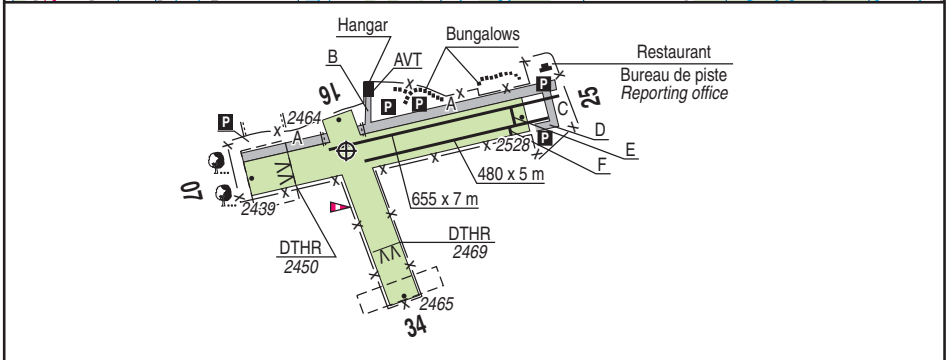 Hangar
Bungalows
B
AVT
Restaurant
Bureau de piste
Reporting office
16
P
2464
A
P
P
A
P
C
25
D
P
E
F
2528
480 x 5 m
655 x 7 m
07
2439
DTHR
2450
DTHR
2469
2465
34